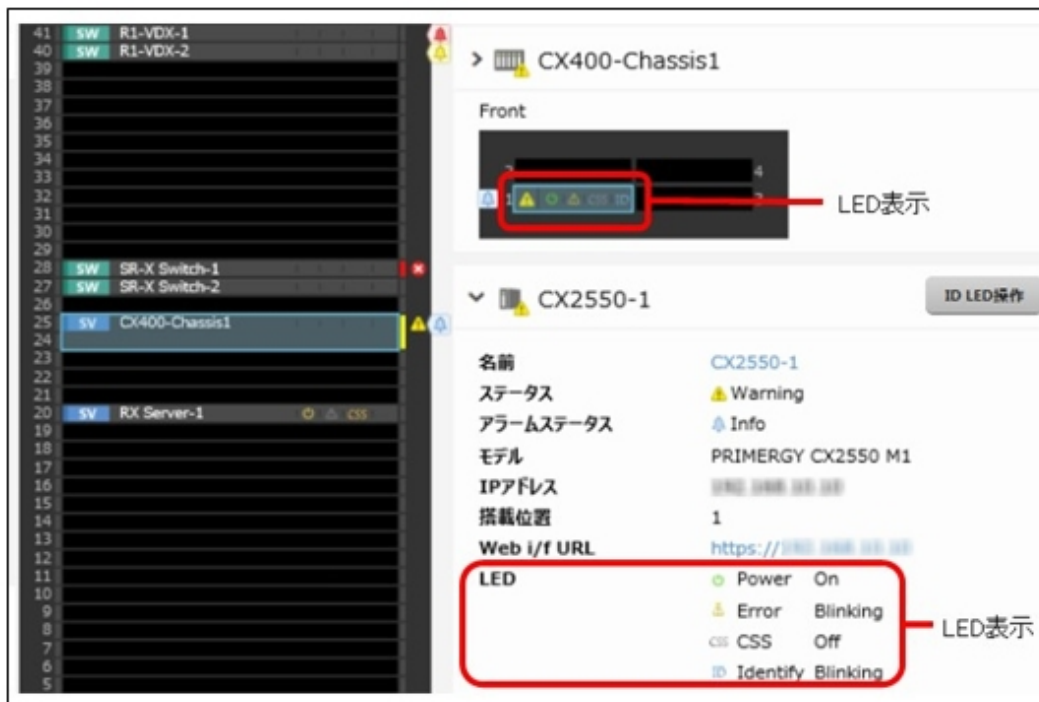 41 SW R1-VDX-1
40 SW R1-VDX-2
39
38
37
36
35
34
33
32
31
30
29
28 SW SR-X Switch-1
27 SW SR-X Switch-2
26
25 SV CX400-Chassis1
24
23
22
21
20 SV RX Server-1 CSS
19
18
17
16
15
14
13
12
11
10
9
8
7
6
5
CX400-Chassis1
Front
4
1 CSS ID
LED表示
CX2550-1 ID LED操作
名前 CX2550-1
ステータス Warning
アラームステータス Info
モデル PRIMERGY CX2550 M1
IPアドレス
搭載位置 1
Web i/f URL https://
LED Power On
Error Blinking
CSS CSS Off
ID Identify Blinking
LED表示